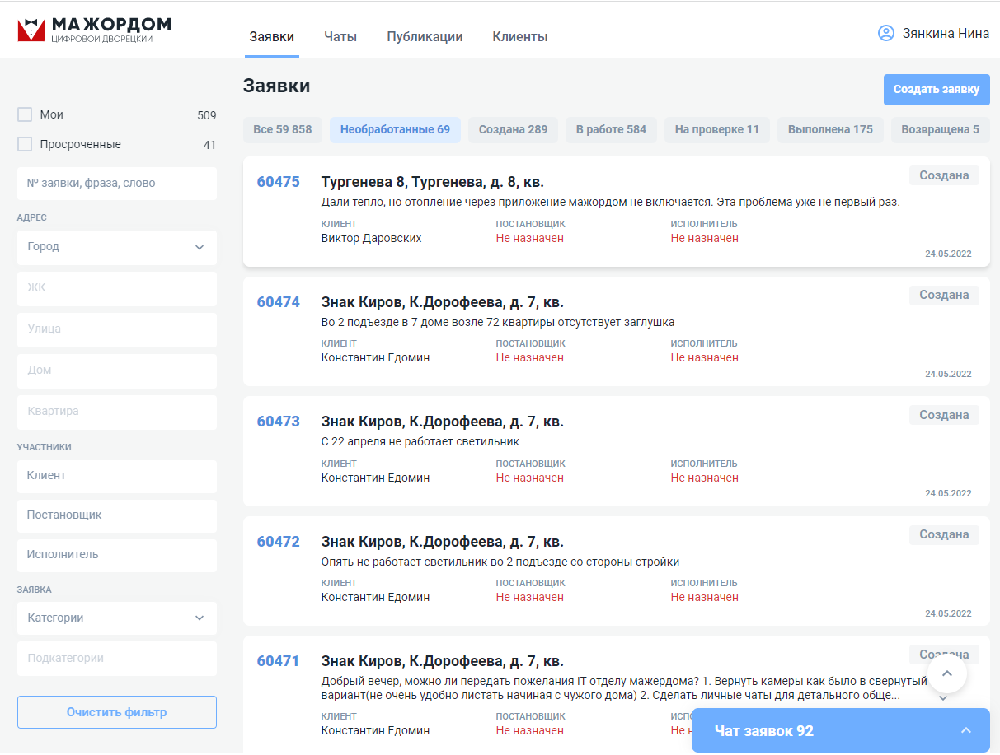 МАЖОРДОМ
ЦИФРОВОЙ ДВОРЕЦКИЙ
Заявки Чаты Публикации Клиенты
Зянкина Нина
Мои 509
Просроченные 41
№ заявки, фраза, слово
АДРЕС
Город
ЖК
Улица
Дом
Квартира
УЧАСТНИКИ
Клиент
Постановщик
Исполнитель
ЗАЯВКА
Категории
Подкатегории
Очистить фильтр
Заявки
Создать заявку
Все 59 858 Необработанные 69 Создана 289 В работе 584 На проверке 11 Выполнена 175 Возвращена 5
60475 Тургенева 8, Тургенева, д. 8, кв. Создана
Дали тепло, но отопление через приложение мажордом не включается. Эта проблема уже не первый раз.
КЛИЕНТ ПОСТАНОВЩИК ИСПОЛНИТЕЛЬ
Виктор Даровских Не назначен Не назначен
24.05.2022
60474 Знак Киров, К.Дорофеева, д. 7, кв. Создана
Во 2 подъезде в 7 доме возле 72 квартиры отсутствует заглушка
КЛИЕНТ ПОСТАНОВЩИК ИСПОЛНИТЕЛЬ
Константин Едомин Не назначен Не назначен
24.05.2022
60473 Знак Киров, К.Дорофеева, д. 7, кв. Создана
С 22 апреля не работает светильник
КЛИЕНТ ПОСТАНОВЩИК ИСПОЛНИТЕЛЬ
Константин Едомин Не назначен Не назначен
24.05.2022
60472 Знак Киров, К.Дорофеева, д. 7, кв. Создана
Опять не работает светильник во 2 подъезде со стороны стройки
КЛИЕНТ ПОСТАНОВЩИК ИСПОЛНИТЕЛЬ
Константин Едомин Не назначен Не назначен
24.05.2022
60471 Знак Киров, К.Дорофеева, д. 7, кв. Создана
Добрый вечер, можно ли передать пожелания IT отделу мажердома? 1. Вернуть камеры как было в свернутый
вариант(не очень удобно листать начиная с чужого дома) 2. Сделать личные чаты для детального обще...
КЛИЕНТ ПОСТАНОВЩИК
Константин Едомин Не назначен Не
Чат заявок 92